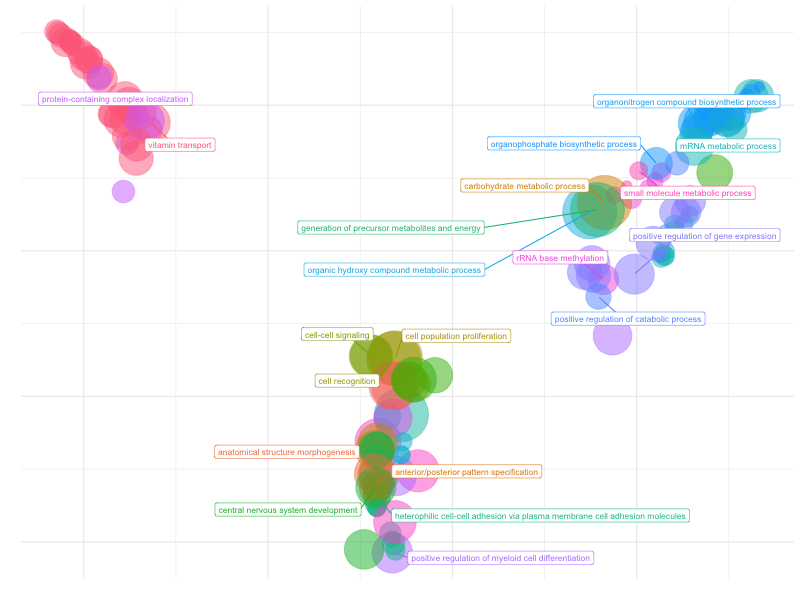 protein-containing complex localization
organonitrogen compound biosynthetic process
vitamin transport
organophosphate biosynthetic process
mRNA metabolic process
carbohydrate metabolic process
small molecule metabolic process
generation of precursor metabolites and energy
positive regulation of gene expression
rRNA base methylation
organic hydroxy compound metabolic process
positive regulation of catabolic process
cell-cell signaling
cell population proliferation
cell recognition
anatomical structure morphogenesis
anterior/posterior pattern specification
central nervous system development
heterophilic cell-cell adhesion via plasma membrane cell adhesion molecules
positive regulation of myeloid cell differentiation